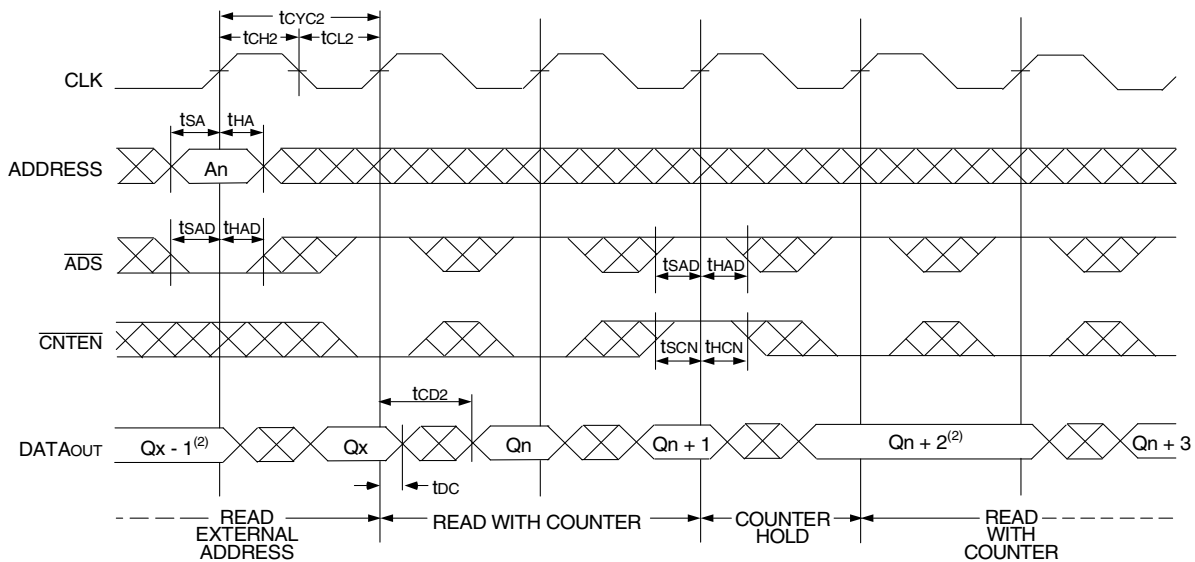 tCYC2
tCH2 tCL2
CLK
tSA tHA
ADDRESS An
tSAD tHAD
ADS
tSAD tHAD
CNTEN
tSCN tHCN
tCD2
DATAOUT Qx - 1(2) Qx Qn Qn + 1 Qn + 2(2) Qn + 3
tDC
READ EXTERNAL ADDRESS
READ WITH COUNTER
COUNTER HOLD
READ WITH COUNTER